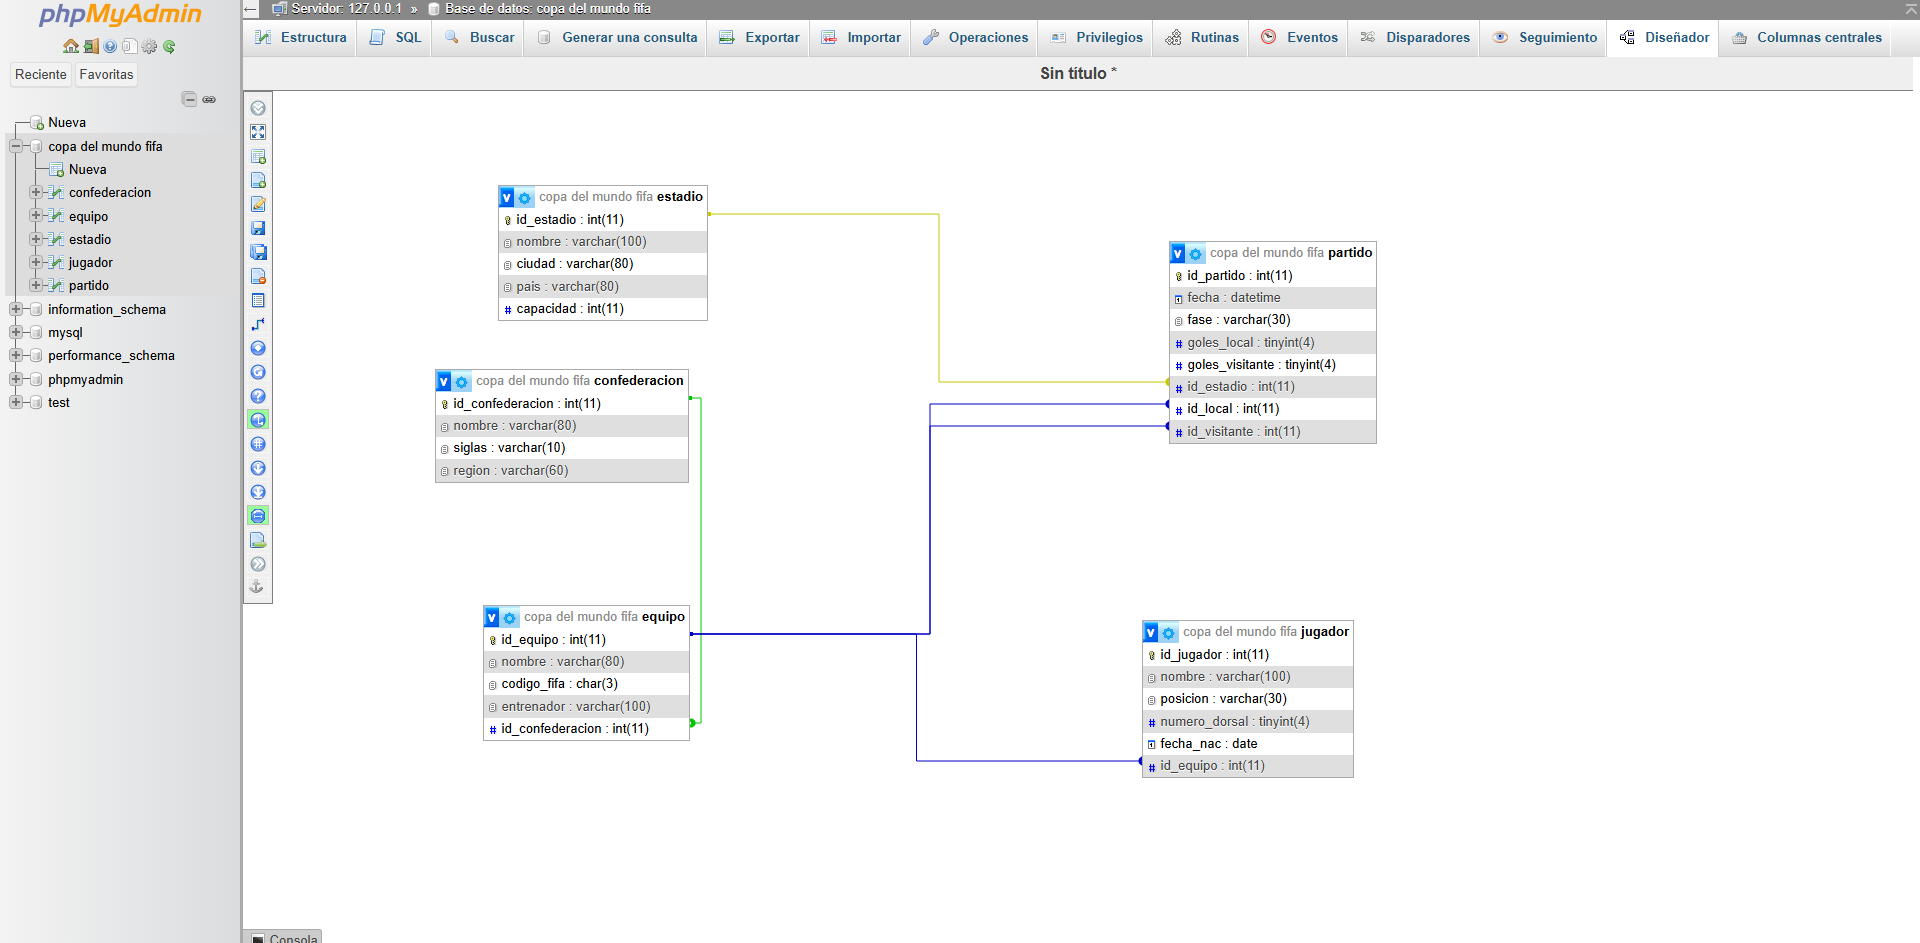 phpMyAdmin
Reciente
Favoritas
Nueva
copa del mundo fifa
Nueva
confederacion
equipo
estadio
jugador
partido
information_schema
mysql
performance_schema
phpmyadmin
test
Servidor: 127.0.0.1 » Base de datos: copa del mundo fifa
Estructura SQL Buscar Generar una consulta Exportar Importar Operaciones Privilegios Rutinas Eventos Disparadores Seguimiento Diseñador Columnas centrales
Sin título *
copa del mundo fifa estadio
id_estadio : int(11)
nombre : varchar(100)
ciudad : varchar(80)
pais : varchar(80)
# capacidad : int(11)
copa del mundo fifa partido
id_partido : int(11)
fecha : datetime
fase : varchar(30)
# goles_local : tinyint(4)
# goles_visitante : tinyint(4)
# id_estadio : int(11)
# id_local : int(11)
# id_visitante : int(11)
copa del mundo fifa confederacion
id_confederacion : int(11)
nombre : varchar(80)
siglas : varchar(10)
region : varchar(60)
copa del mundo fifa equipo
id_equipo : int(11)
nombre : varchar(80)
codigo_fifa : char(3)
entrenador : varchar(100)
# id_confederacion : int(11)
copa del mundo fifa jugador
id_jugador : int(11)
nombre : varchar(100)
posicion : varchar(30)
# numero_dorsal : tinyint(4)
fecha_nac : date
# id_equipo : int(11)
Consola